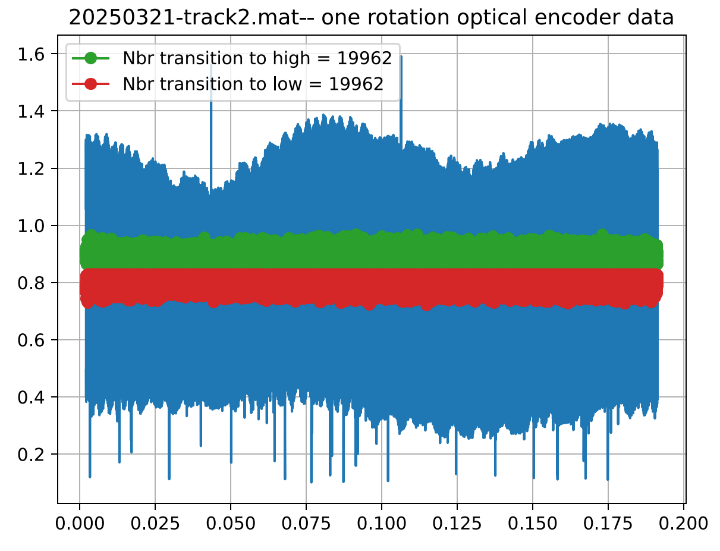 20250321-track2.mat-- one rotation optical encoder data
Nbr transition to high = 19962
Nbr transition to low = 19962
1.6
1.4
1.2
1.0
0.8
0.6
0.4
0.2
0.000 0.025 0.050 0.075 0.100 0.125 0.150 0.175 0.200